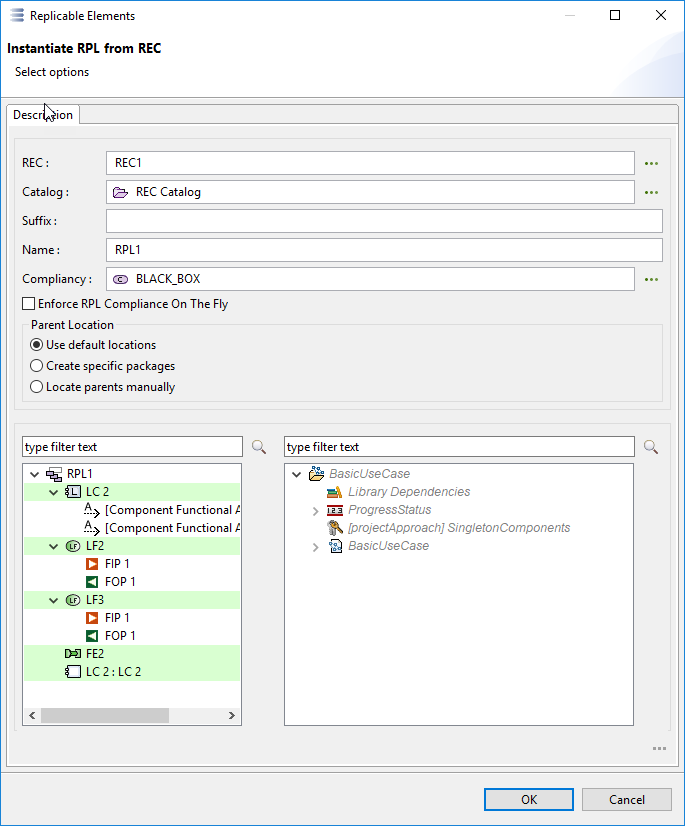 Replicable Elements
Instantiate RPL from REC
Select options
Description
REC :
REC1
Catalog :
REC Catalog
Suffix :
Name :
RPL1
Compliancy :
C
BLACK_BOX
Enforce RPL Compliance On The Fly
Parent Location
Use default locations
Create specific packages
Locate parents manually
type filter text
RPL1
L LC 2
A [Component Functional A
A [Component Functional A
LF LF2
FIP 1
FOP 1
LF LF3
FIP 1
FOP 1
FE2
LC 2 : LC 2
type filter text
BasicUseCase
Library Dependencies
123 ProgressStatus
[projectApproach] SingletonComponents
BasicUseCase
OK
Cancel